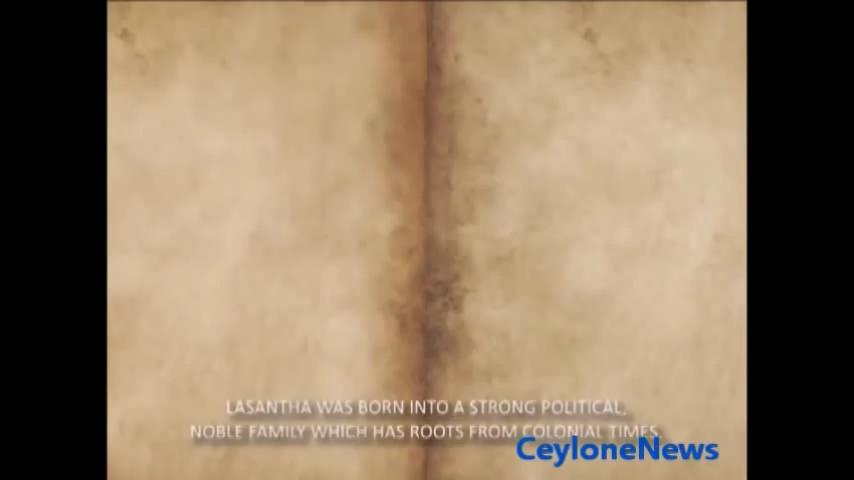 LASANTHA WAS BORN INTO A STRONG POLITICAL,
NOBLE FAMILY WHICH HAS ROOTS FROM COLONIAL TIMES.
CeyloneNews